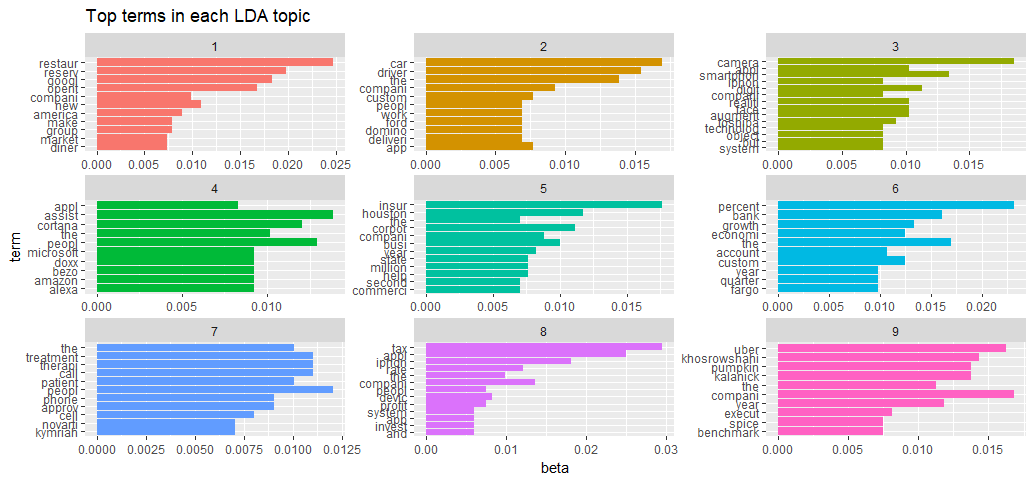 Top terms in each LDA topic
1
2
3
restaur
reserv
googl
opent
compani
new
america
make
group
market
diner
0.000 0.005 0.010 0.015 0.020 0.025
car
driver
the
compani
custom
peopl
work
ford
domino
deliveri
app
0.000 0.005 0.010 0.015
camera
appl
smartphon
iphon
digit
compani
realiti
face
augment
toshiba
technolog
object
but
system
0.000 0.005 0.010 0.015
4
5
6
term
appl
assist
cortana
the
peopl
microsoft
doxx
bezo
amazon
alexa
0.000 0.005 0.010
insur
houston
the
corpor
compani
busi
year
state
million
help
second
commerci
0.000 0.005 0.010 0.015
percent
bank
growth
economi
the
account
custom
year
quarter
fargo
0.000 0.005 0.010 0.015 0.020
7
8
9
the
treatment
therapi
call
patient
peopl
phone
approv
cell
novarti
kymriah
0.0000 0.0025 0.0050 0.0075 0.0100 0.0125
tax
appl
iphon
rate
the
compani
peopl
devic
profit
system
app
invest
and
0.00 0.01 0.02 0.03
uber
khosrowshahi
pumpkin
kalanick
the
compani
year
execut
spice
benchmark
0.000 0.005 0.010 0.015
beta